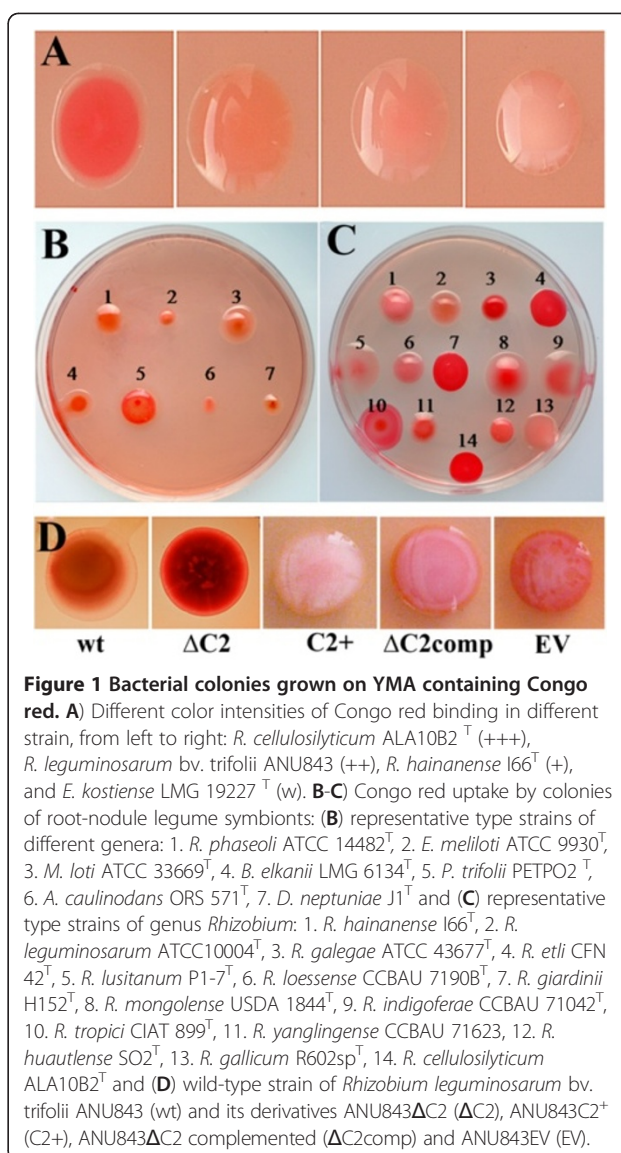 A
B
C
1
2
3
4
5
6
7
1
2
3
4
5
6
7
8
9
10
11
12
13
14
D
wt
ΔC2
C2+
ΔC2comp
EV
Figure 1 Bacterial colonies grown on YMA containing Congo
red. A) Different color intensities of Congo red binding in different
strain, from left to right: R. cellulosilyticum ALA10B2 T (+++),
R. leguminosarum bv. trifolii ANU843 (++), R. hainanense I66T (+),
and E. kostiense LMG 19227 T (w). B-C) Congo red uptake by colonies
of root-nodule legume symbionts: (B) representative type strains of
different genera: 1. R. phaseoli ATCC 14482T, 2. E. meliloti ATCC 9930T,
3. M. loti ATCC 33669T, 4. B. elkanii LMG 6134T, 5. P. trifolii PETPO2 T,
6. A. caulinodans ORS 571T, 7. D. neptuniae J1T and (C) representative
type strains of genus Rhizobium: 1. R. hainanense I66T, 2. R.
leguminosarum ATCC10004T, 3. R. galegae ATCC 43677T, 4. R. etli CFN
42T, 5. R. lusitanum P1-7T, 6. R. loessense CCBAU 7190BT, 7. R. giardinii
H152T, 8. R. mongolense USDA 1844T, 9. R. indigoferae CCBAU 71042T,
10. R. tropici CIAT 899T, 11. R. yanglingense CCBAU 71623, 12. R.
huautlense SO2T, 13. R. gallicum R602spT, 14. R. cellulosilyticum
ALA10B2T and (D) wild-type strain of Rhizobium leguminosarum bv.
trifolii ANU843 (wt) and its derivatives ANU843ΔC2 (ΔC2), ANU843C2+
(C2+), ANU843ΔC2 complemented (ΔC2comp) and ANU843EV (EV).